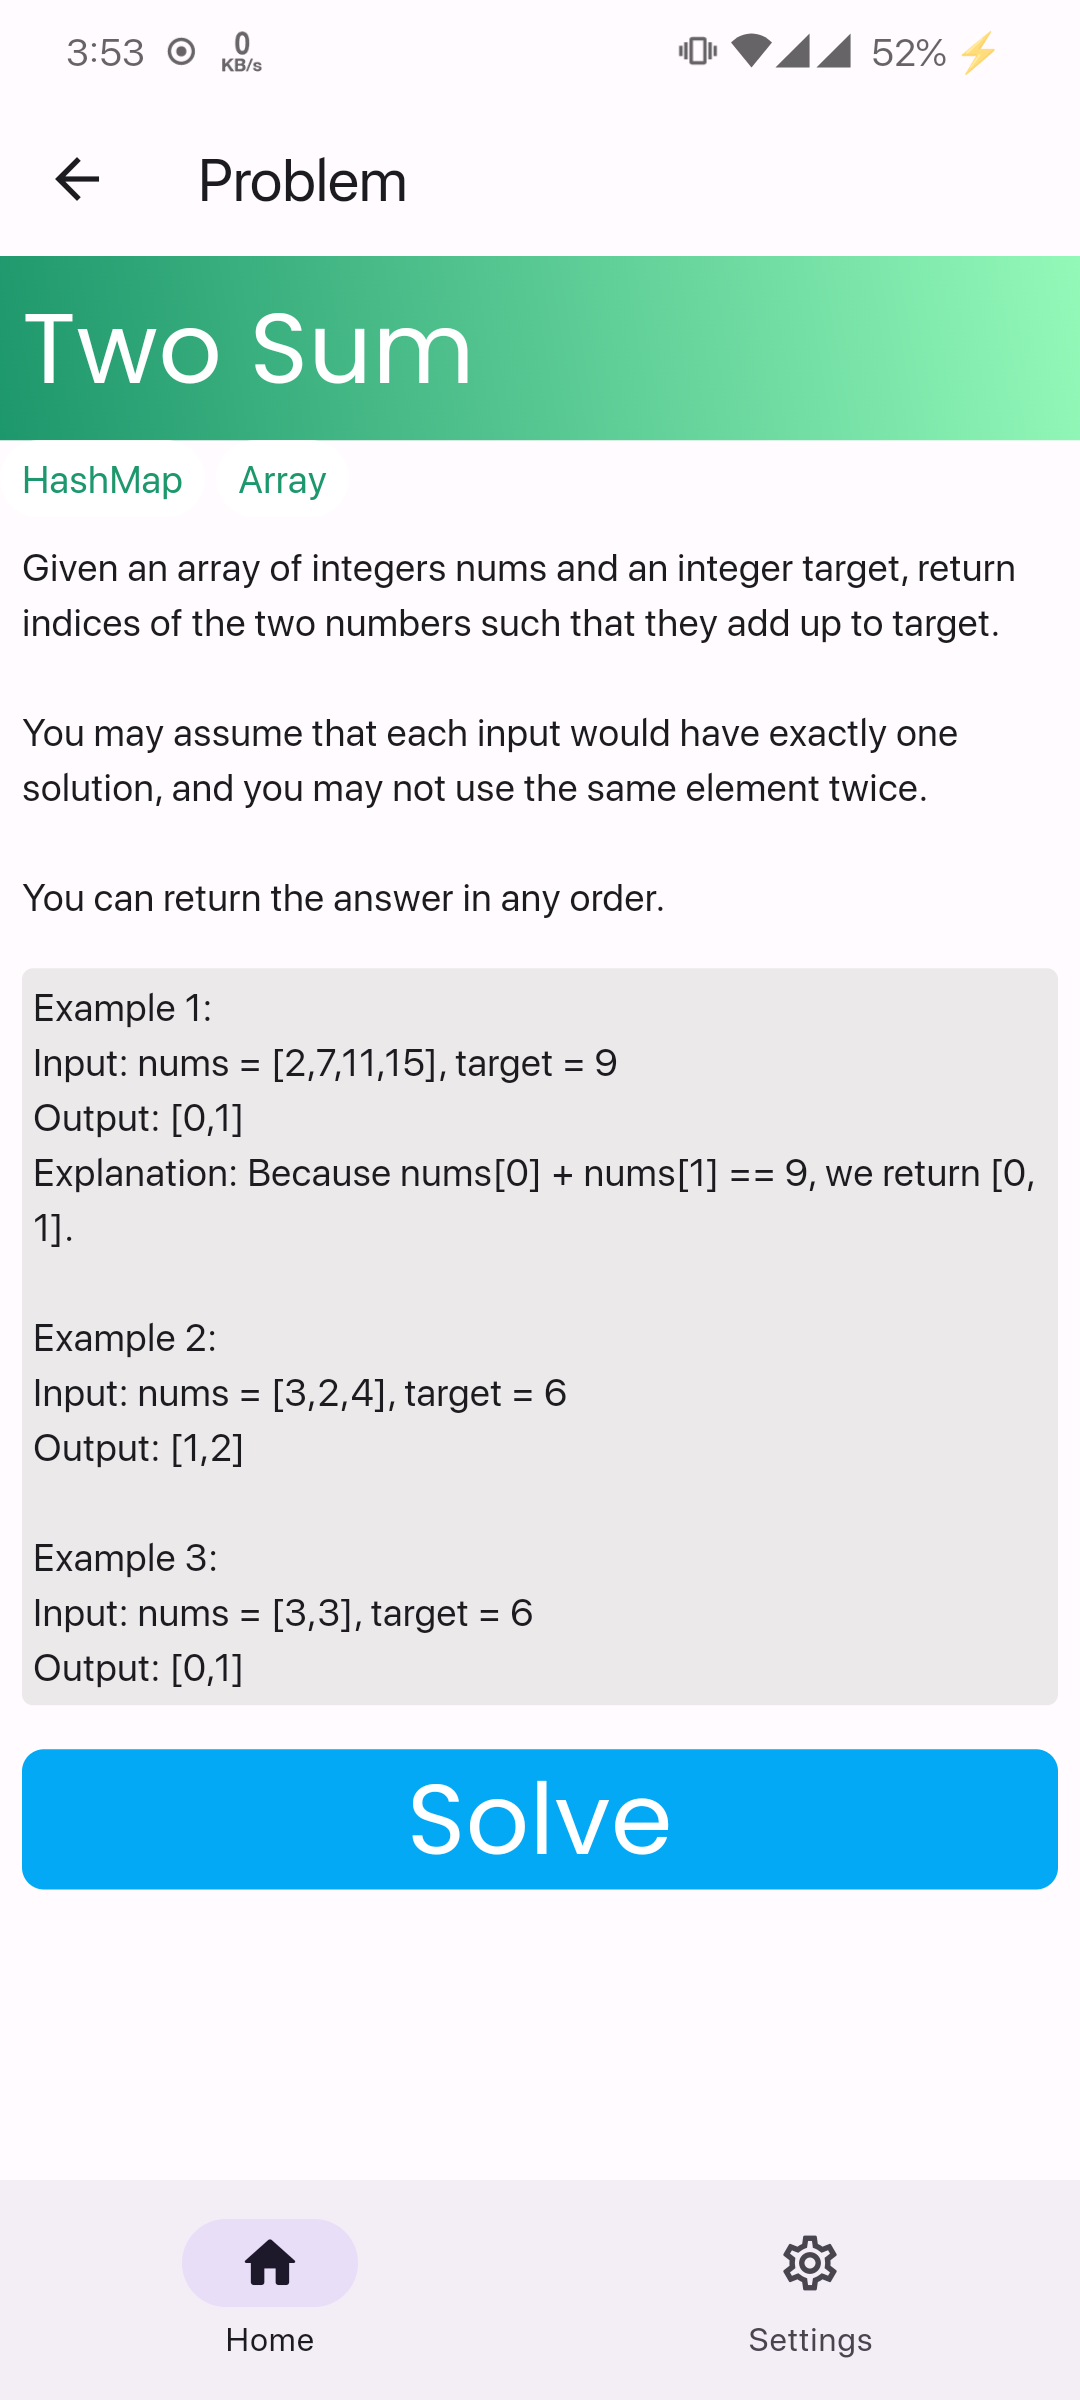 3:53 0 KB/s 52%
Problem
Two Sum
HashMap Array
Given an array of integers nums and an integer target, return
indices of the two numbers such that they add up to target.
You may assume that each input would have exactly one
solution, and you may not use the same element twice.
You can return the answer in any order.
Example 1:
Input: nums = [2,7,11,15], target = 9
Output: [0,1]
Explanation: Because nums[0] + nums[1] == 9, we return [0,
1].
Example 2:
Input: nums = [3,2,4], target = 6
Output: [1,2]
Example 3:
Input: nums = [3,3], target = 6
Output: [0,1]
Solve
Home Settings